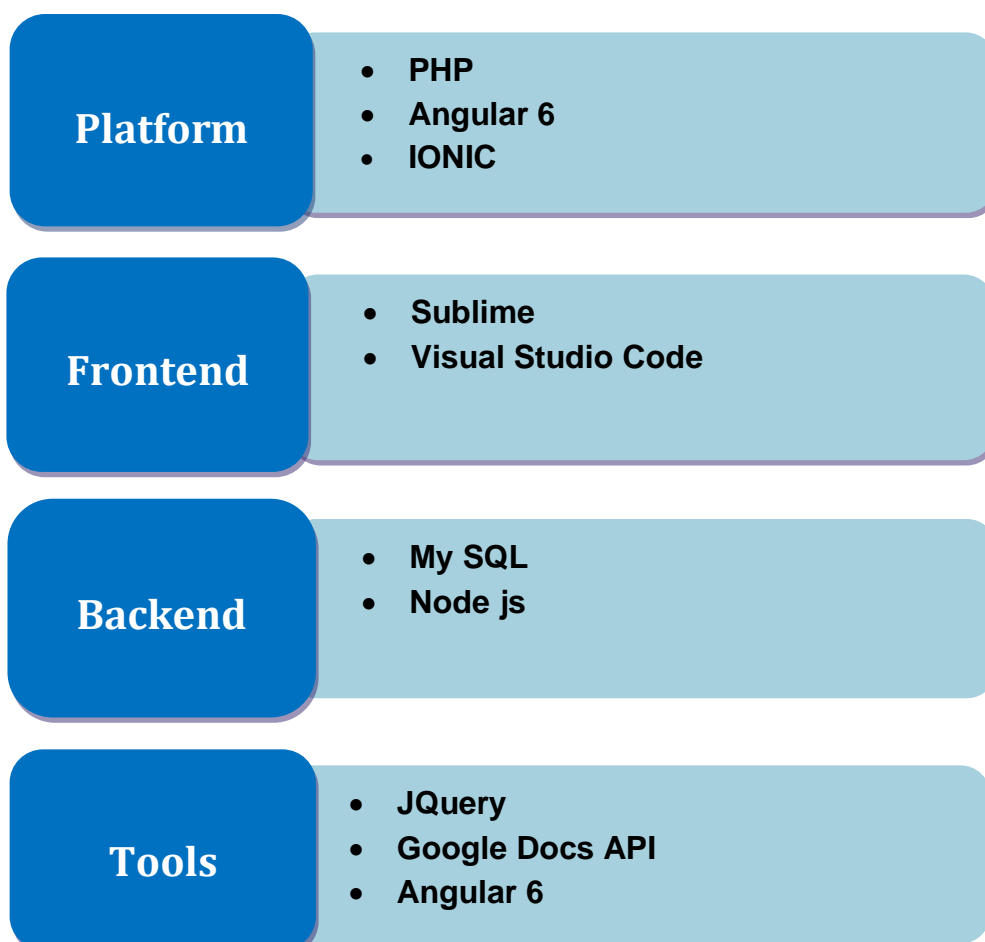 Platform
• PHP
• Angular 6
• IONIC
Frontend
• Sublime
• Visual Studio Code
Backend
• My SQL
• Node js
Tools
• JQuery
• Google Docs API
• Angular 6